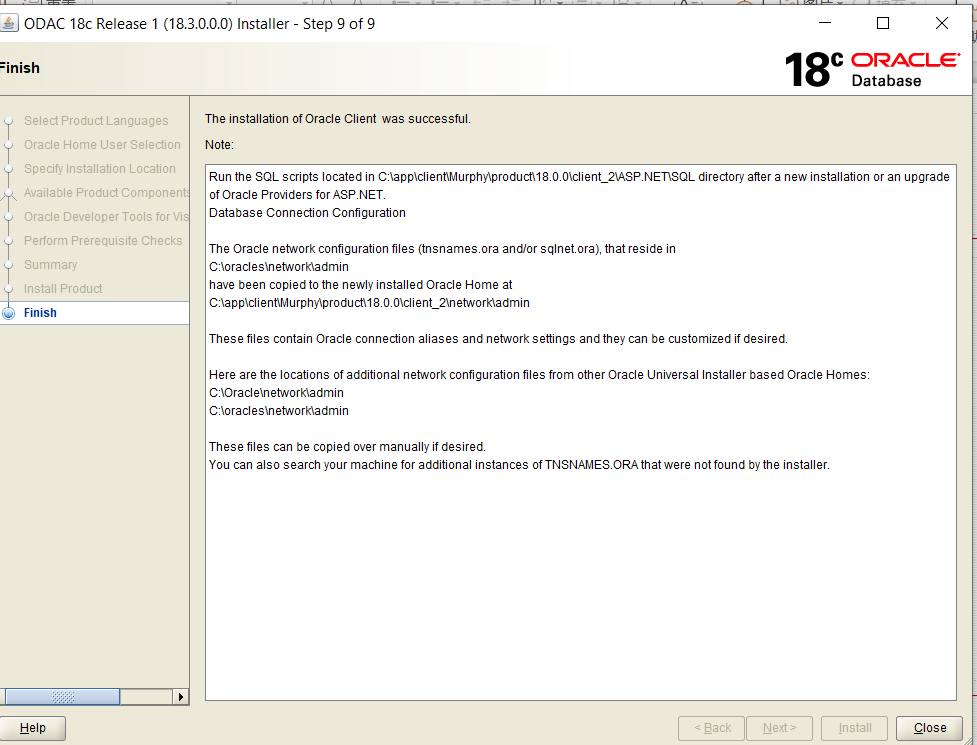 ODAC 18c Release 1 (18.3.0.0.0) Installer - Step 9 of 9
Finish
18c ORACLE
Database
Select Product Languages
Oracle Home User Selection
Specify Installation Location
Available Product Components
Oracle Developer Tools for Vis
Perform Prerequisite Checks
Summary
Install Product
Finish
The installation of Oracle Client was successful.
Note:
Run the SQL scripts located in C:\app\client\Murphy\product\18.0.0\client_2\ASP.NET\SQL directory after a new installation or an upgrade
of Oracle Providers for ASP.NET.
Database Connection Configuration
The Oracle network configuration files (tnsnames.ora and/or sqlnet.ora), that reside in
C:\oracles\network\admin
have been copied to the newly installed Oracle Home at
C:\app\client\Murphy\product\18.0.0\client_2\network\admin
These files contain Oracle connection aliases and network settings and they can be customized if desired.
Here are the locations of additional network configuration files from other Oracle Universal Installer based Oracle Homes:
C:\Oracle\network\admin
C:\oracles\network\admin
These files can be copied over manually if desired.
You can also search your machine for additional instances of TNSNAMES.ORA that were not found by the installer.
Help
< Back
Next >
Install
Close